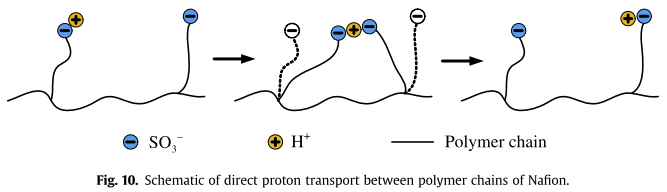 SO₃⁻ H⁺ Polymer chain
Fig. 10. Schematic of direct proton transport between polymer chains of Nafion.